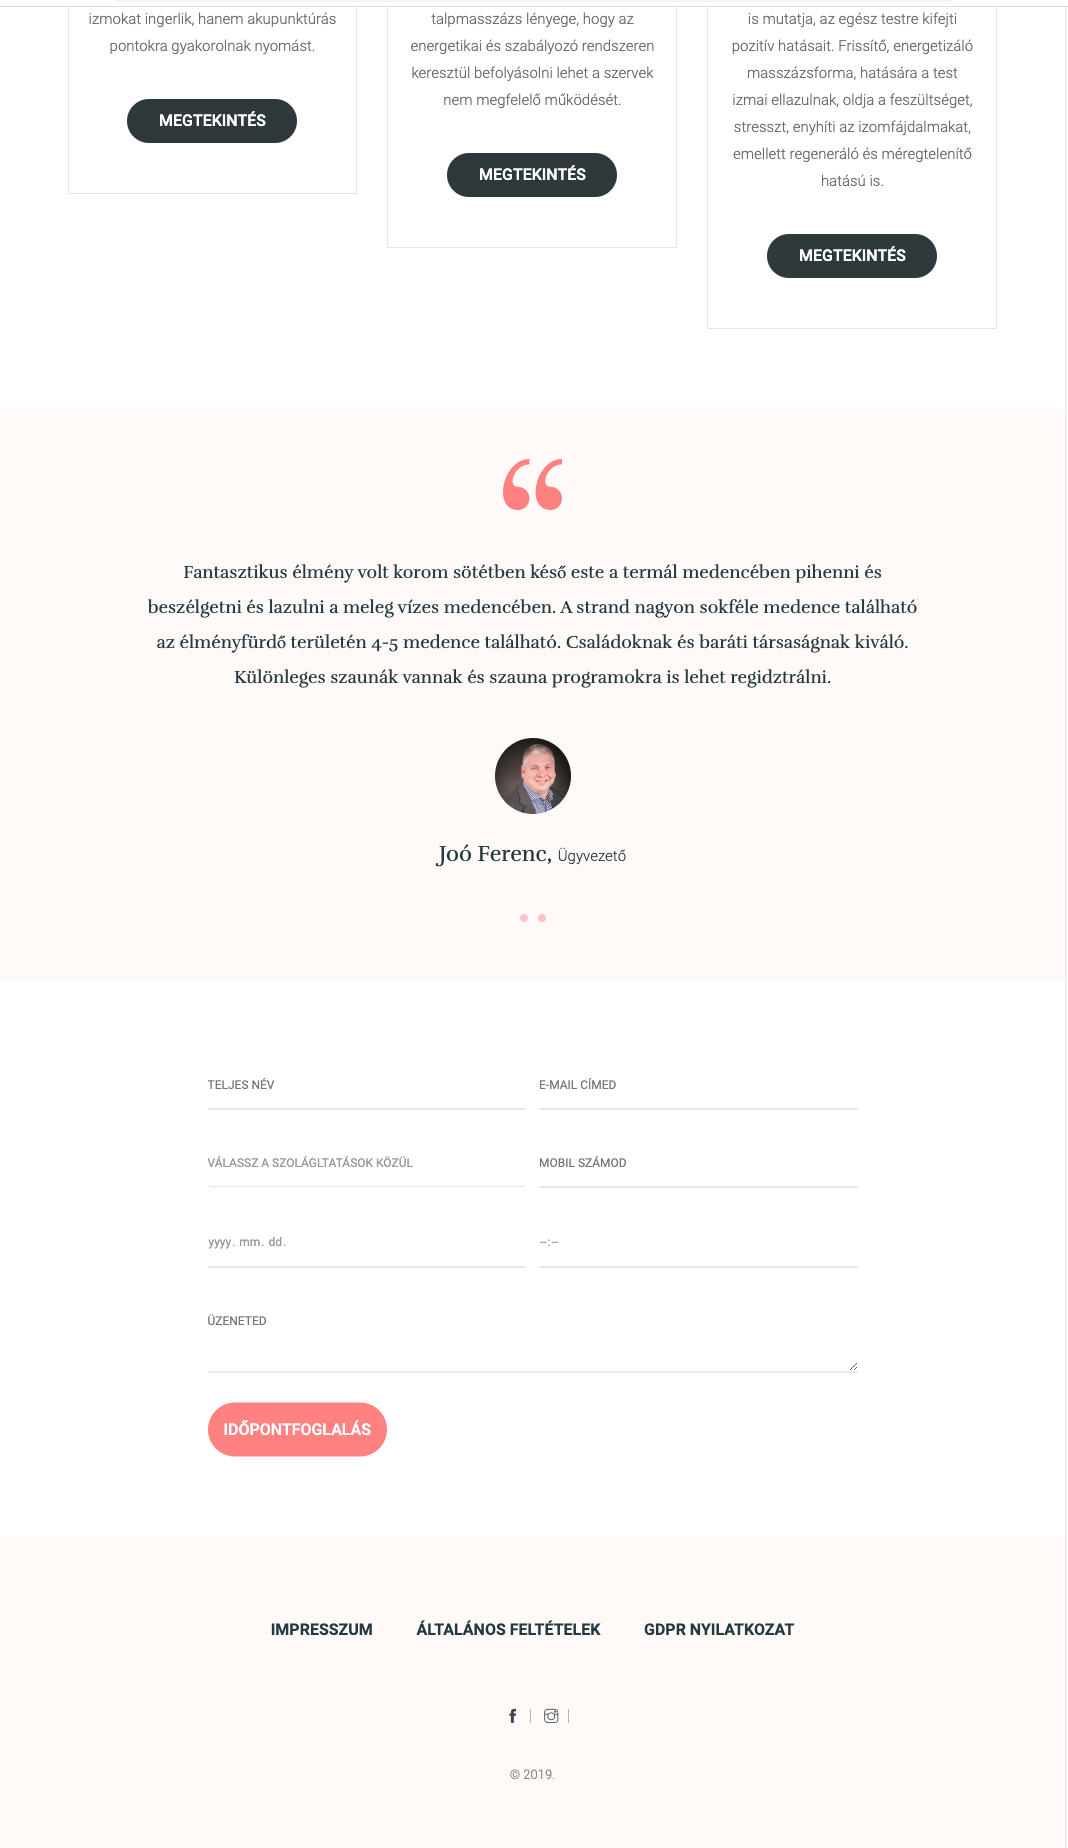 izmokat ingerlik, hanem akupunktúrás
pontokra gyakorolnak nyomást.
MEGTEKINTÉS
talpmasszázs lényege, hogy az
energetikai és szabályozó rendszeren
keresztül befolyásolni lehet a szervek
nem megfelelő működését.
MEGTEKINTÉS
is mutatja, az egész testre kifejti
pozitív hatásait. Frissítő, energetizáló
masszázsforma, hatására a test
izmai ellazulnak, oldja a feszültséget,
stresszt, enyhíti az izomfájdalmakat,
emellett regeneráló és méregtelenítő
hatású is.
MEGTEKINTÉS
“
Fantasztikus élmény volt korom sötétben késő este a termál medencében pihenni és
beszélgetni és lazulni a meleg vízes medencében. A strand nagyon sokféle medence található
az élményfürdő területén 4-5 medence található. Családoknak és baráti társaságnak kiváló.
Különleges szaunák vannak és szauna programokra is lehet regidztrálni.
Joó Ferenc, Ügyvezető
TELJES NÉV
E-MAIL CÍMED
VÁLASSZ A SZOLÁGLTATÁSOK KÖZÜL
MOBIL SZÁMOD
yyyy. mm. dd.
--:--
ÜZENETED
IDŐPONTFOGLALÁS
IMPRESSZUM ÁLTALÁNOS FELTÉTELEK GDPR NYILATKOZAT
© 2019.